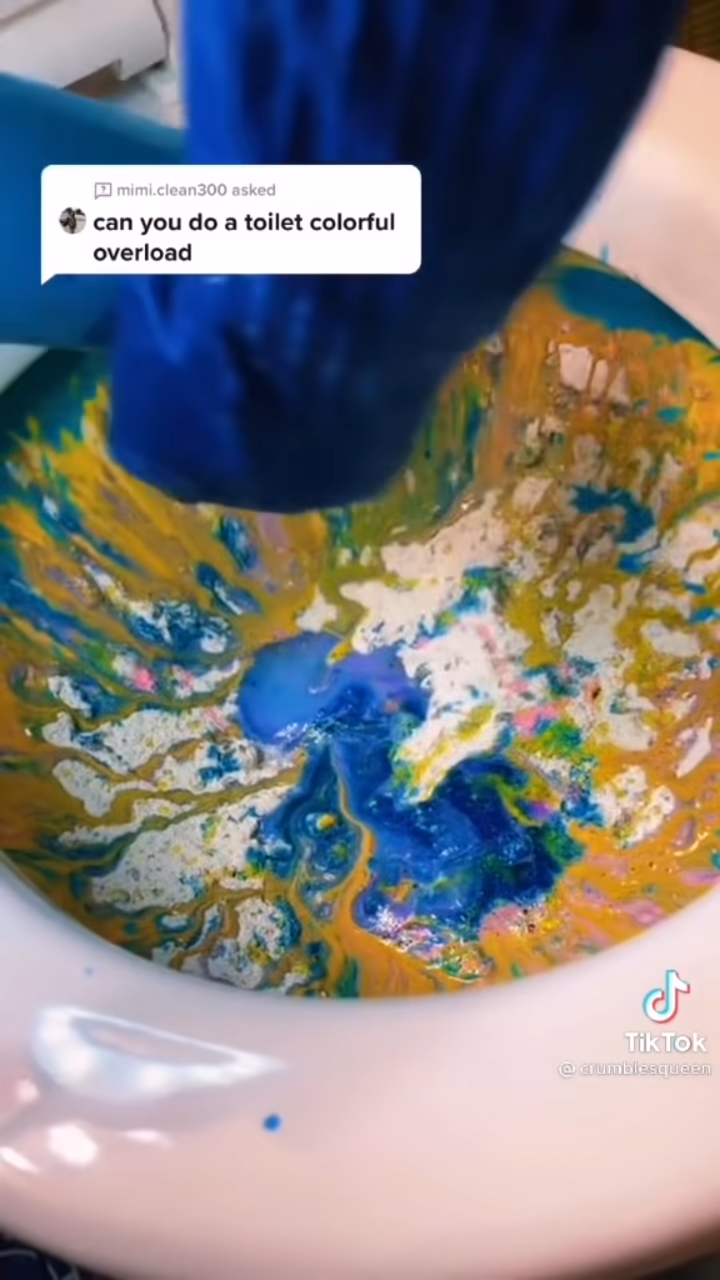 mimi.clean300 asked
can you do a toilet colorful
overload
TikTok
@crumblesqueen